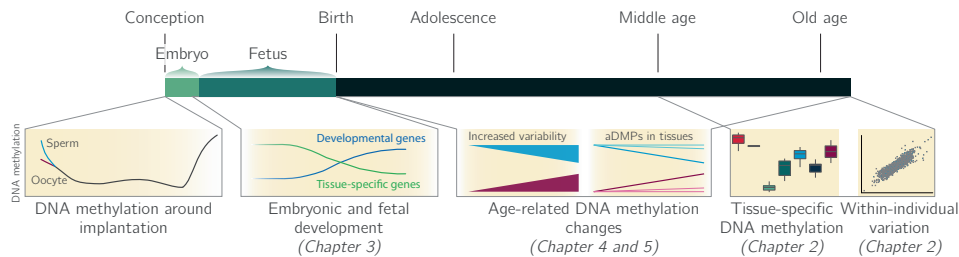 Conception
Birth
Adolescence
Middle age
Old age
Embryo
Fetus
DNA methylation
Sperm
Oocyte
DNA methylation around
implantation
Developmental genes
Tissue-specific genes
Embryonic and fetal
development
(Chapter 3)
Increased variability
aDMPs in tissues
Age-related DNA methylation
changes
(Chapter 4 and 5)
Tissue-specific
DNA methylation
(Chapter 2)
Within-individual
variation
(Chapter 2)